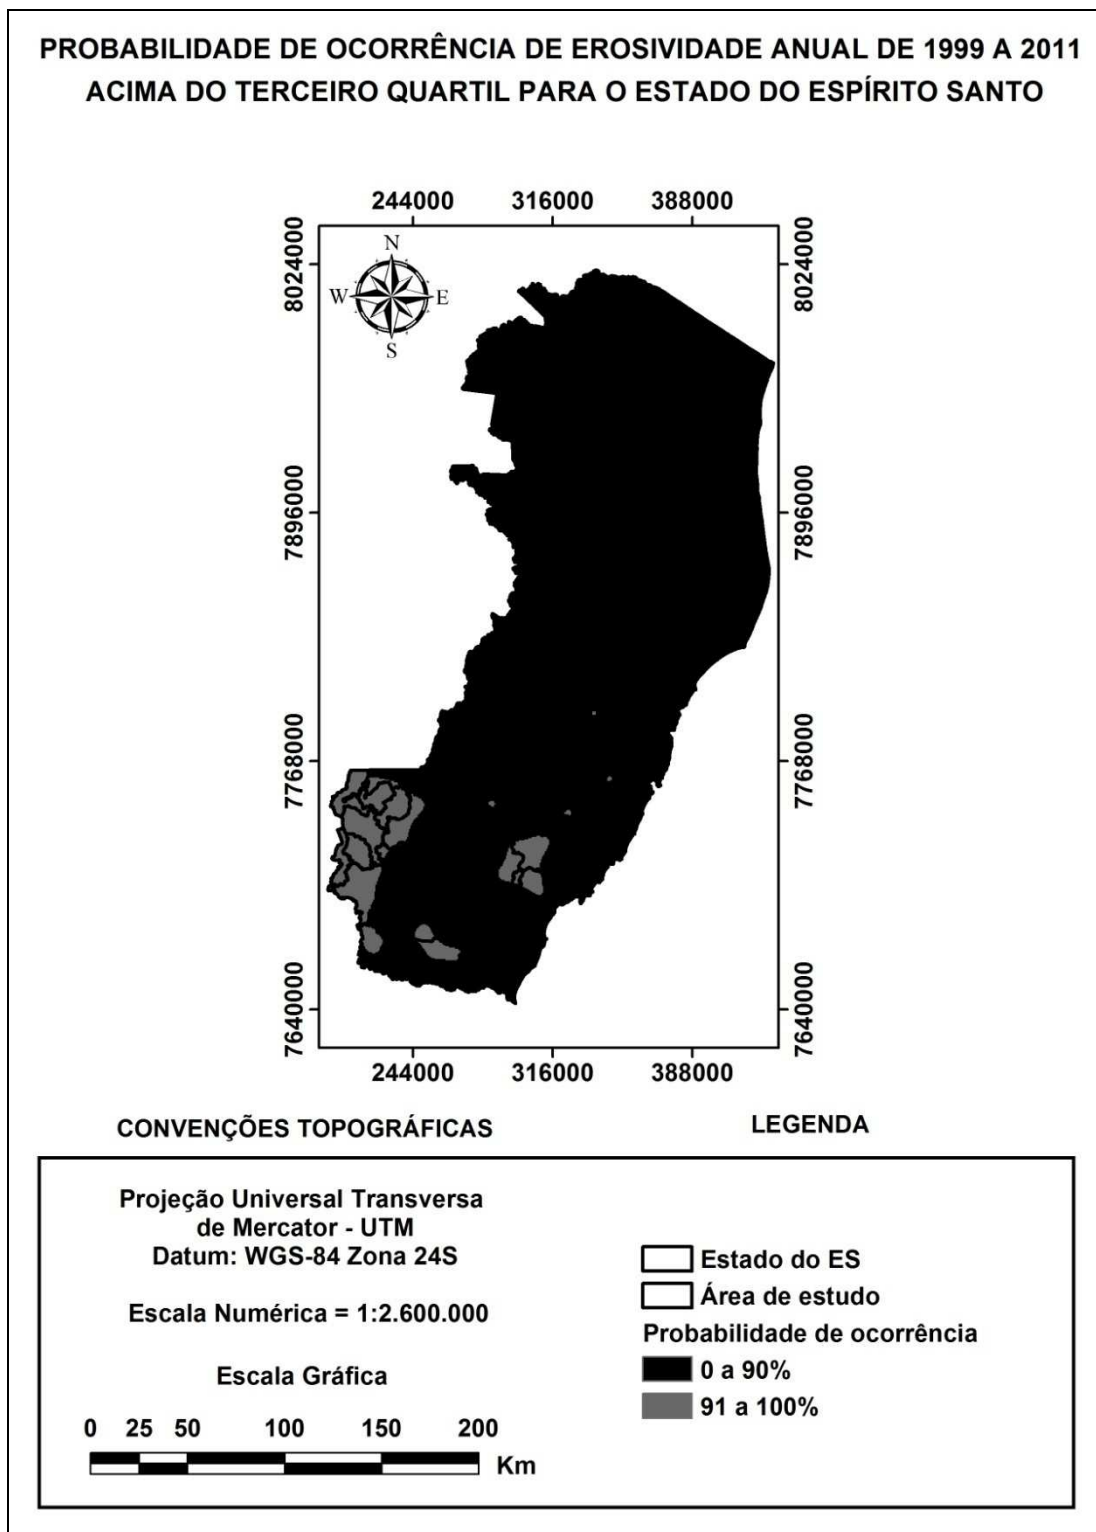 PROBABILIDADE DE OCORRÊNCIA DE EROSIVIDADE ANUAL DE 1999 A 2011
ACIMA DO TERCEIRO QUARTIL PARA O ESTADO DO ESPÍRITO SANTO
244000 316000 388000
8024000 8024000
N
W E
S
7896000 7896000
7768000 7768000
7640000 7640000
244000 316000 388000
CONVENÇÕES TOPOGRÁFICAS
Projeção Universal Transversa
de Mercator - UTM
Datum: WGS-84 Zona 24S
Escala Numérica = 1:2.600.000
Escala Gráfica
0 25 50 100 150 200
Km
LEGENDA
Estado do ES
Área de estudo
Probabilidade de ocorrência
0 a 90%
91 a 100%